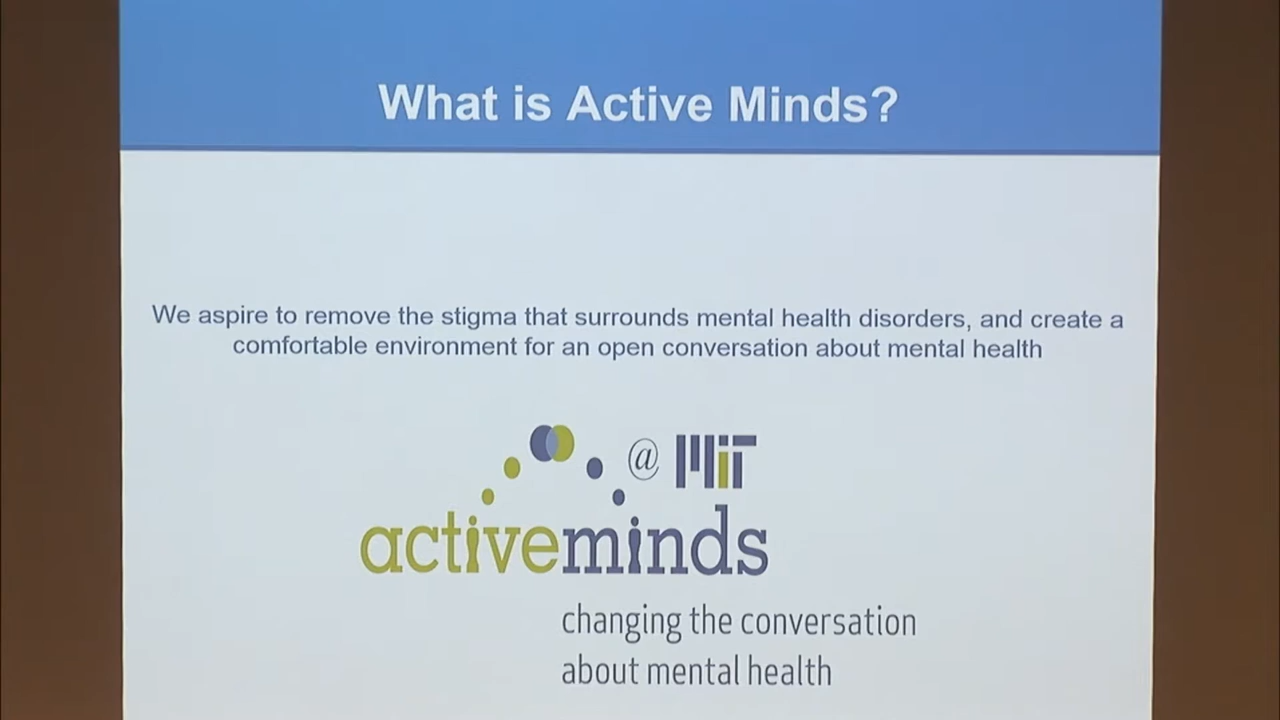 What is Active Minds?
We aspire to remove the stigma that surrounds mental health disorders, and create a
comfortable environment for an open conversation about mental health
@ MIT
activeminds
changing the conversation
about mental health